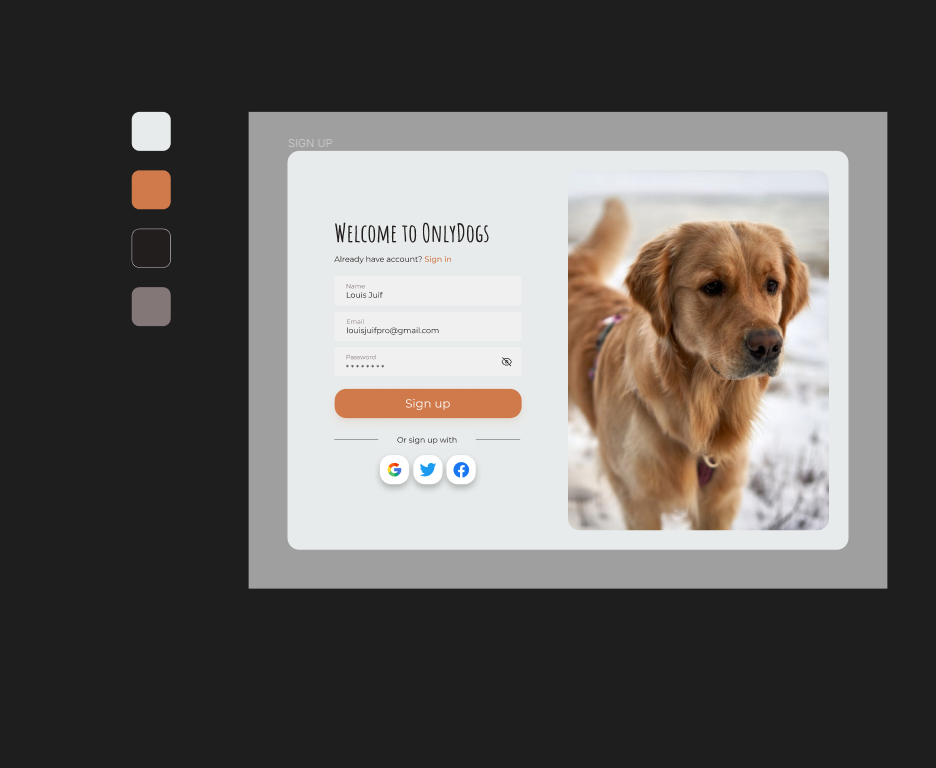 SIGN UP
Welcome to OnlyDogs
Already have account? Sign in
Name
Louis Juif
Email
louisjuifpro@gmail.com
Password
********
Sign up
Or sign up with